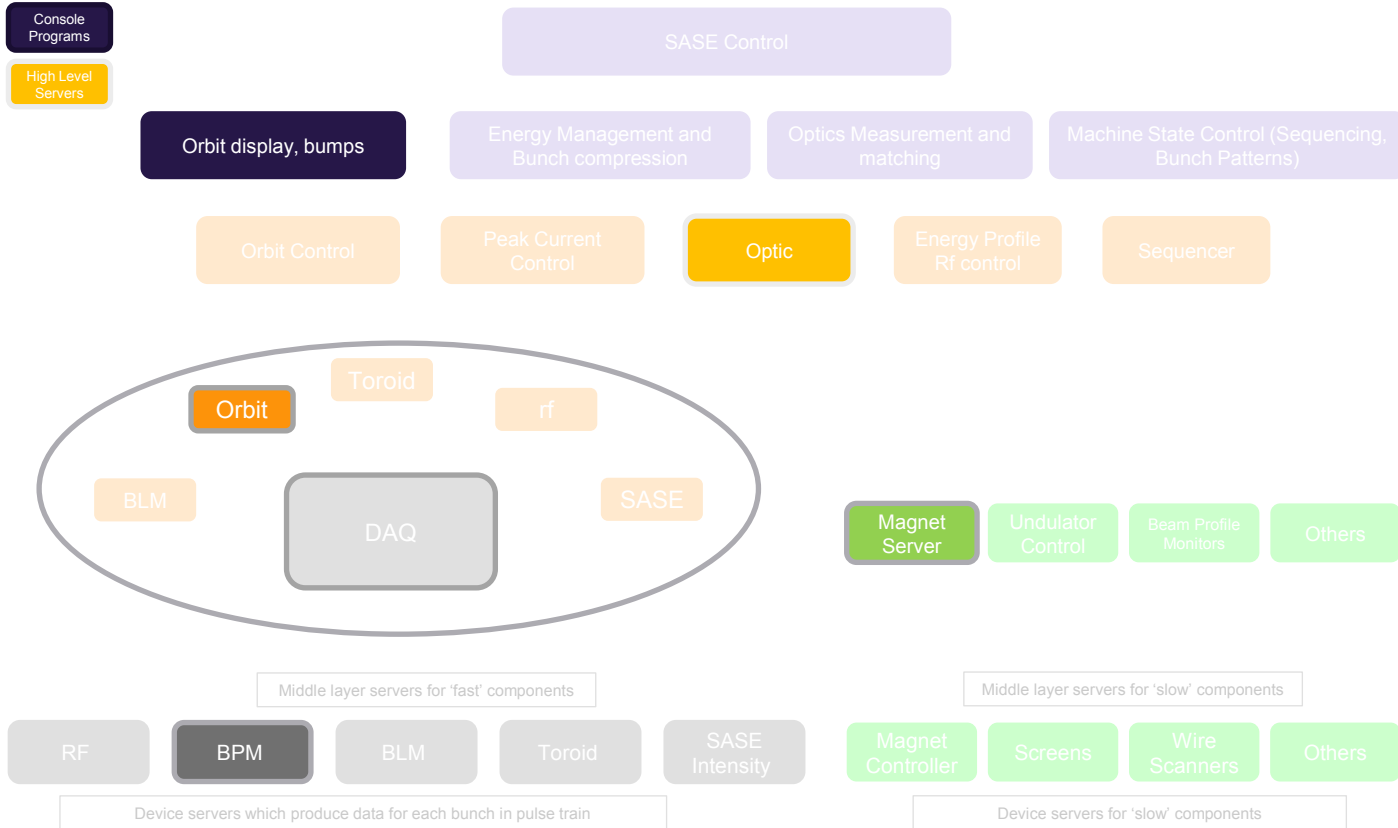 Console
Programs
SASE Control
High Level
Servers
Orbit display, bumps
Energy Management and
Bunch compression
Optics Measurement and
matching
Machine State Control (Sequencing,
Bunch Patterns)
Orbit Control
Peak Current
Control
Optic
Energy Profile
Rf control
Sequencer
Toroid
Orbit
rf
BLM
DAQ
SASE
Magnet
Server
Undulator
Control
Beam Profile
Monitors
Others
Middle layer servers for ‘fast’ components
Middle layer servers for ‘slow’ components
RF
BPM
BLM
Toroid
SASE
Intensity
Magnet
Controller
Screens
Wire
Scanners
Others
Device servers which produce data for each bunch in pulse train
Device servers for ‘slow’ components